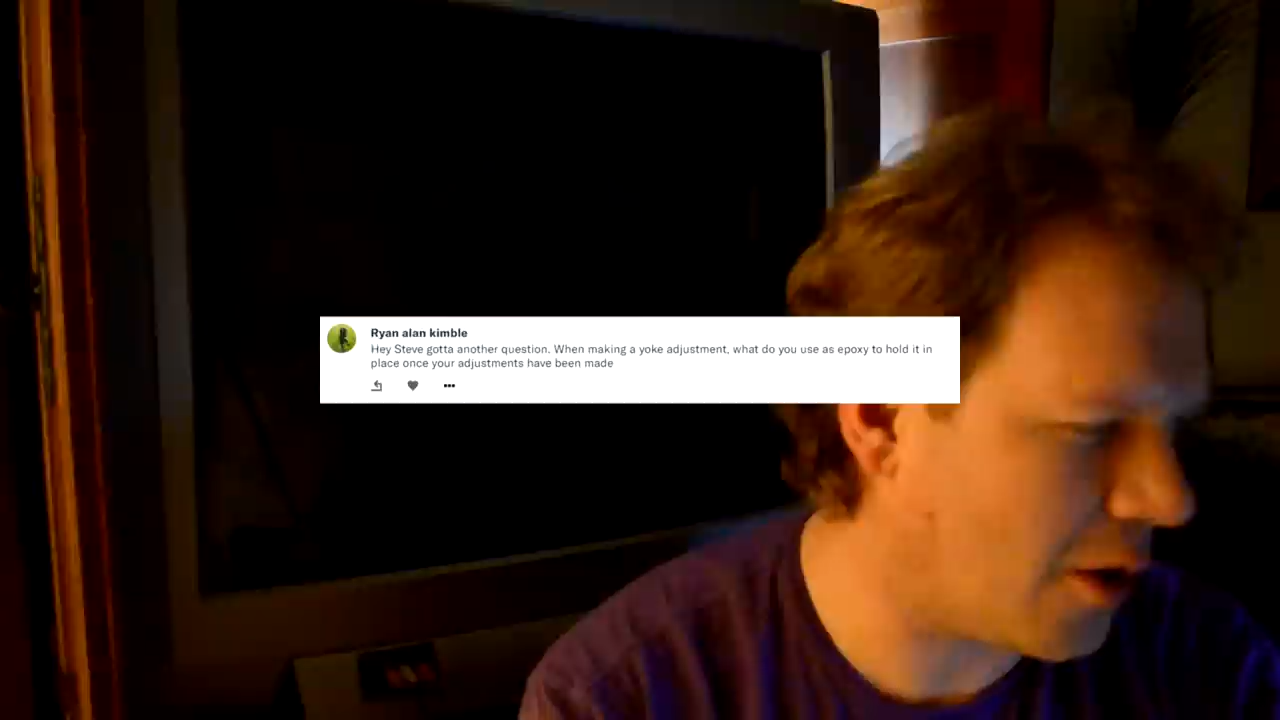 Ryan alan kimble
Hey Steve gotta another question. When making a yoke adjustment, what do you use as epoxy to hold it in
place once your adjustments have been made